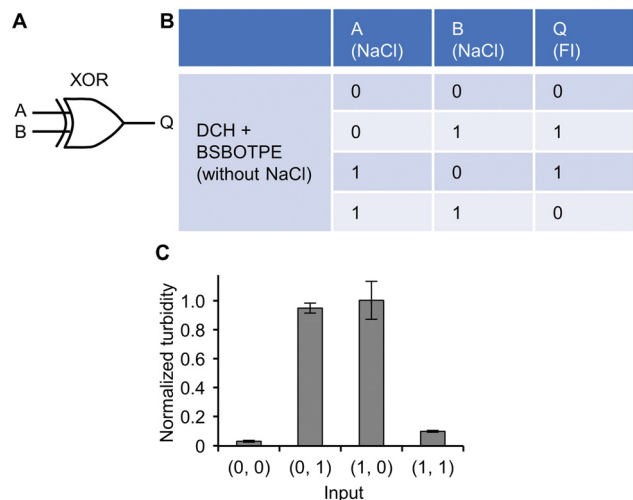 A
XOR
A
B
Q
B
A (NaCl)
B (NaCl)
Q (FI)
DCH + BSBOTPE (without NaCl)
0 0 0
0 1 1
1 0 1
1 1 0
C
Normalized turbidity
1.0
0.8
0.6
0.4
0.2
0
(0, 0) (0, 1) (1, 0) (1, 1)
Input